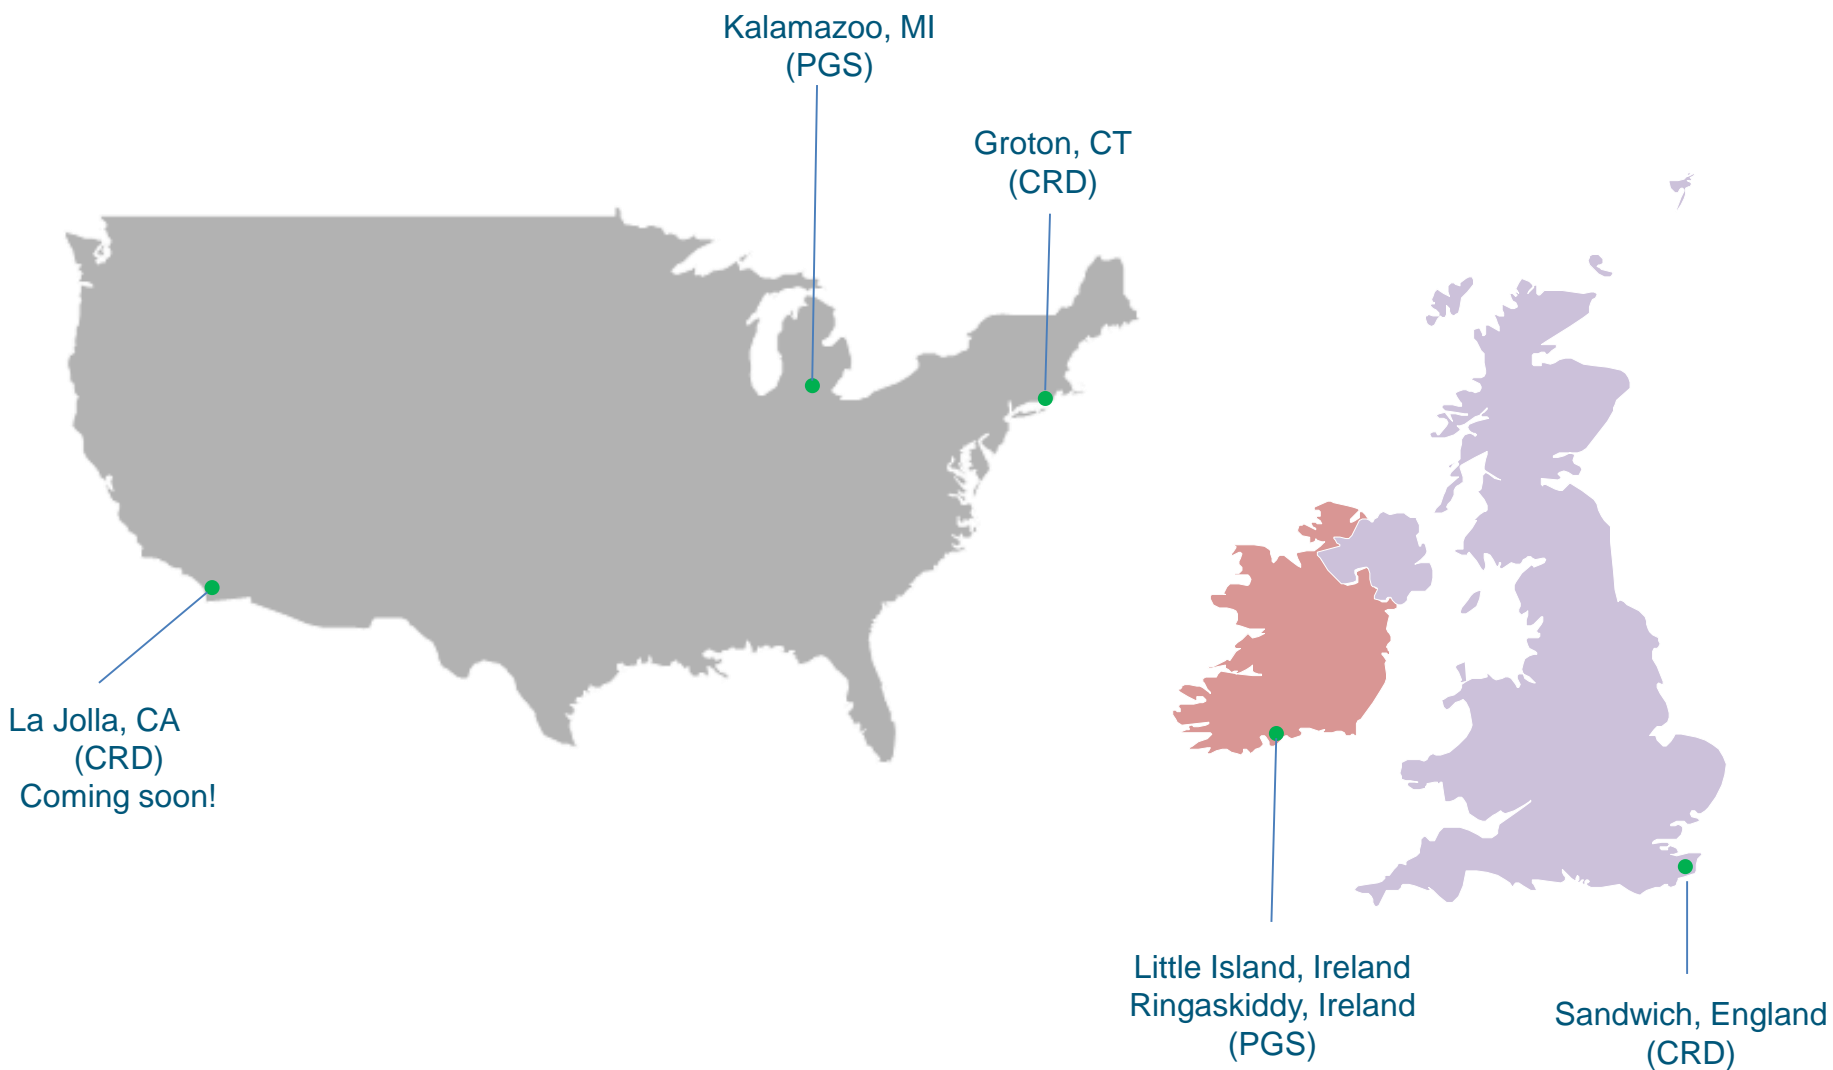 Kalamazoo, MI
(PGS)
Groton, CT
(CRD)
La Jolla, CA
(CRD)
Coming soon!
Little Island, Ireland
Ringaskiddy, Ireland
(PGS)
Sandwich, England
(CRD)